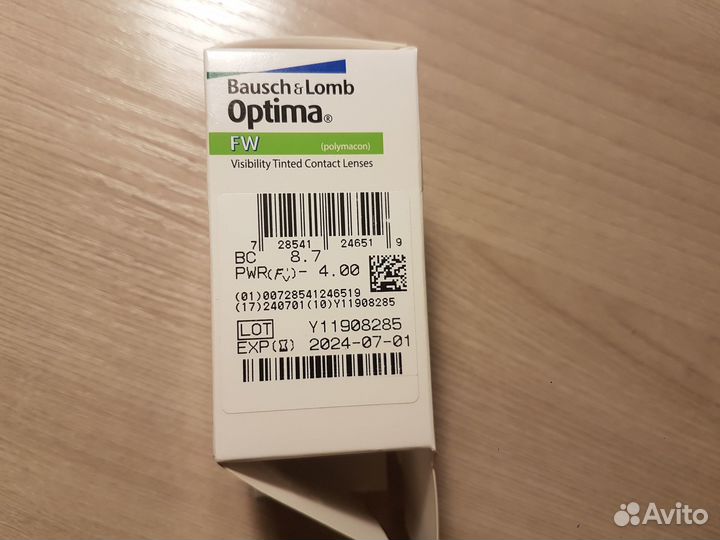 Bausch & Lomb
Optima®
FW (polymacon)
Visibility Tinted Contact Lenses
7 28541 24651 9
BC 8.7
PWR(F'v) - 4.00
(01)00728541246519
(17)240701(10)Y11908285
LOT Y11908285
EXP 2024-07-01
Avito